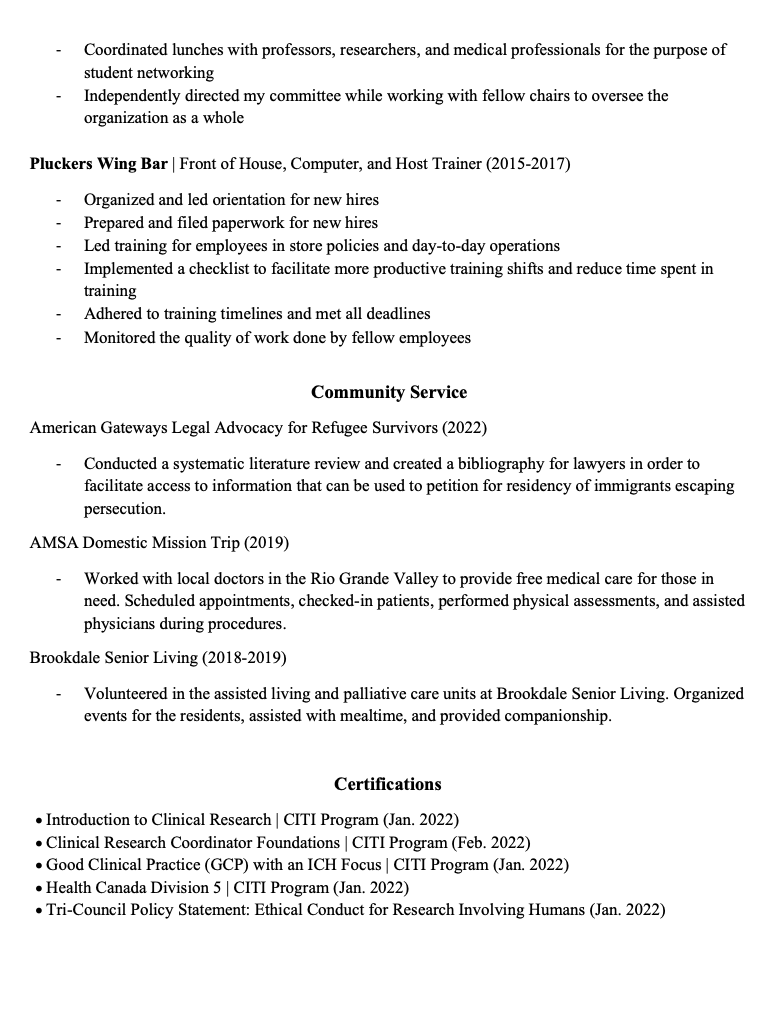 - Coordinated lunches with professors, researchers, and medical professionals for the purpose of
student networking
- Independently directed my committee while working with fellow chairs to oversee the
organization as a whole
Pluckers Wing Bar | Front of House, Computer, and Host Trainer (2015-2017)
- Organized and led orientation for new hires
- Prepared and filed paperwork for new hires
- Led training for employees in store policies and day-to-day operations
- Implemented a checklist to facilitate more productive training shifts and reduce time spent in
training
- Adhered to training timelines and met all deadlines
- Monitored the quality of work done by fellow employees
Community Service
American Gateways Legal Advocacy for Refugee Survivors (2022)
- Conducted a systematic literature review and created a bibliography for lawyers in order to
facilitate access to information that can be used to petition for residency of immigrants escaping
persecution.
AMSA Domestic Mission Trip (2019)
- Worked with local doctors in the Rio Grande Valley to provide free medical care for those in
need. Scheduled appointments, checked-in patients, performed physical assessments, and assisted
physicians during procedures.
Brookdale Senior Living (2018-2019)
- Volunteered in the assisted living and palliative care units at Brookdale Senior Living. Organized
events for the residents, assisted with mealtime, and provided companionship.
Certifications
• Introduction to Clinical Research | CITI Program (Jan. 2022)
• Clinical Research Coordinator Foundations | CITI Program (Feb. 2022)
• Good Clinical Practice (GCP) with an ICH Focus | CITI Program (Jan. 2022)
• Health Canada Division 5 | CITI Program (Jan. 2022)
• Tri-Council Policy Statement: Ethical Conduct for Research Involving Humans (Jan. 2022)